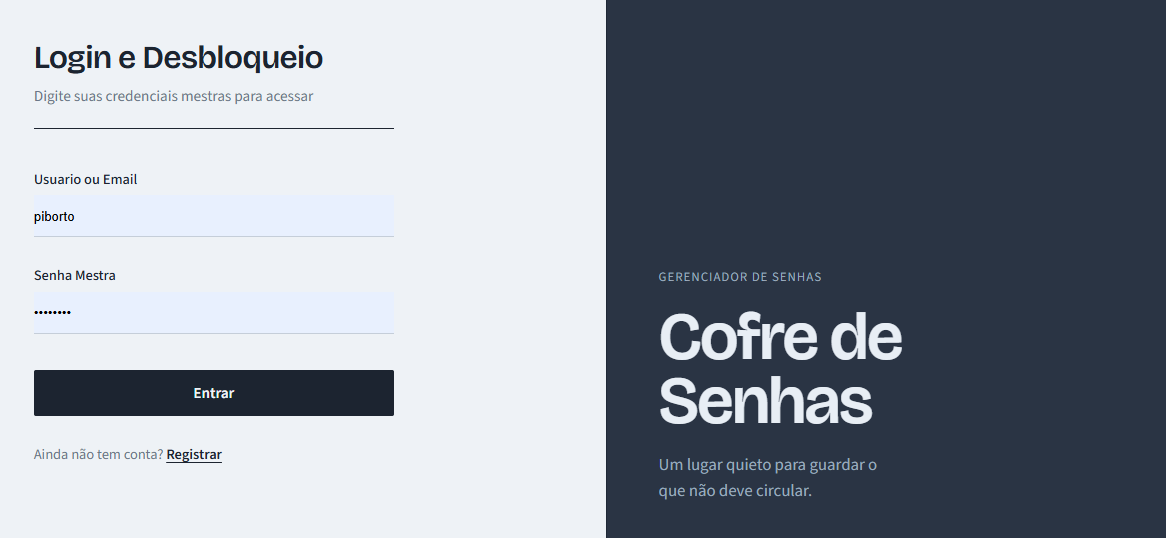 Login e Desbloqueio
Digite suas credenciais mestras para acessar
Usuario ou Email
piborto
Senha Mestra
••••••••
Entrar
Ainda não tem conta? Registrar
GERENCIADOR DE SENHAS
Cofre de
Senhas
Um lugar quieto para guardar o
que não deve circular.